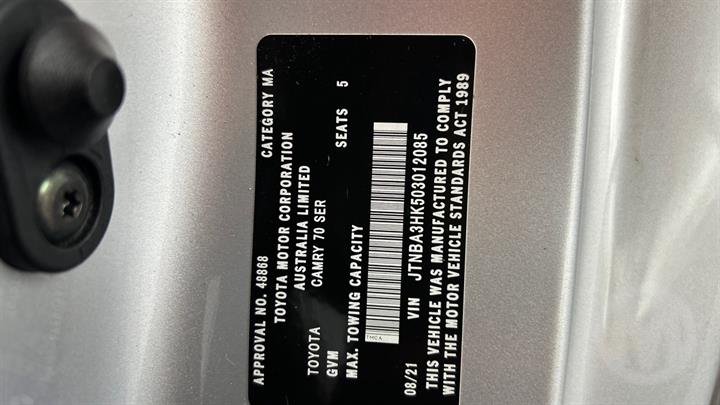 APPROVAL NO. 48868 CATEGORY MA
TOYOTA MOTOR CORPORATION
AUSTRALIA LIMITED
TOYOTA CAMRY 70 SER
GVM SEATS 5
MAX. TOWING CAPACITY
TMCA
08/21 VIN JTNBA3HK503012085
THIS VEHICLE WAS MANUFACTURED TO COMPLY
WITH THE MOTOR VEHICLE STANDARDS ACT 1989